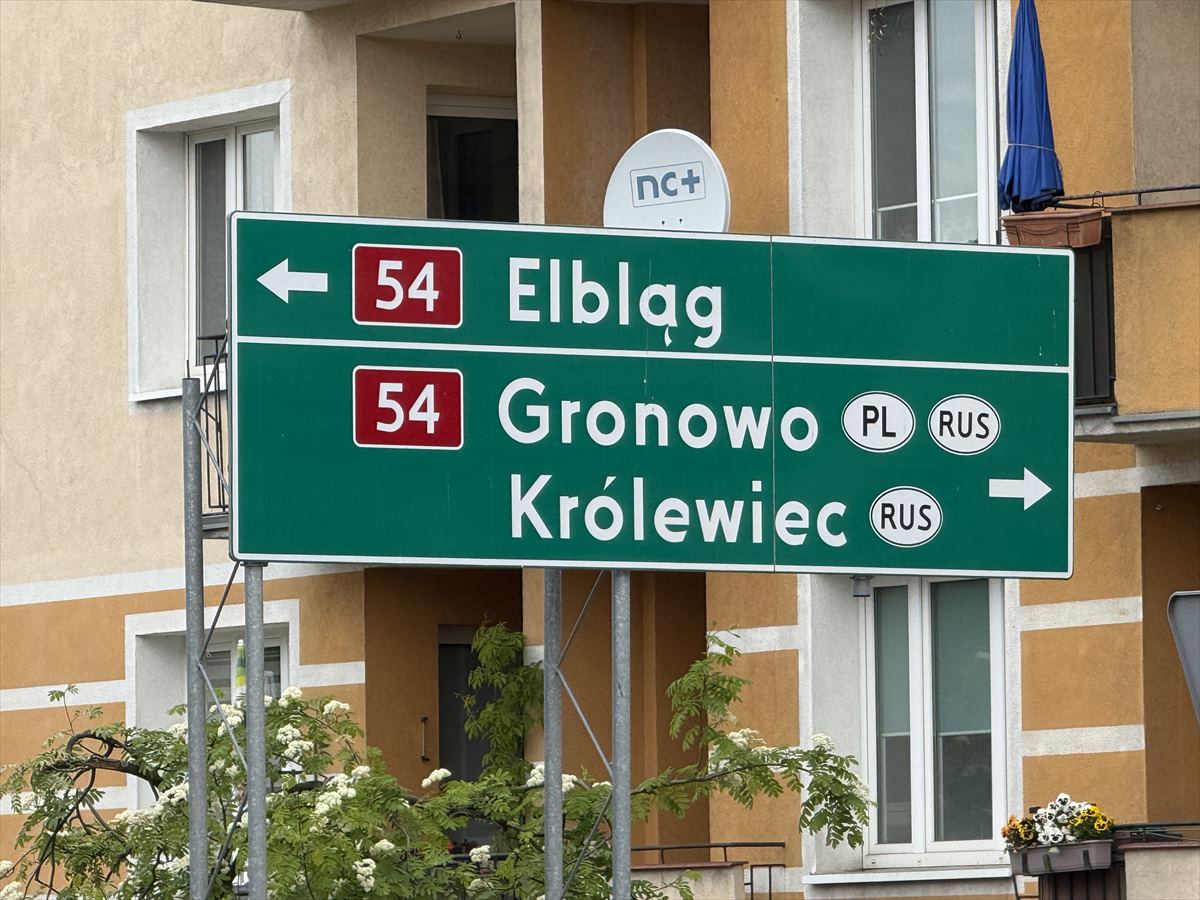 nc+
54 Elbląg
54 Gronowo PL RUS
Królewiec RUS